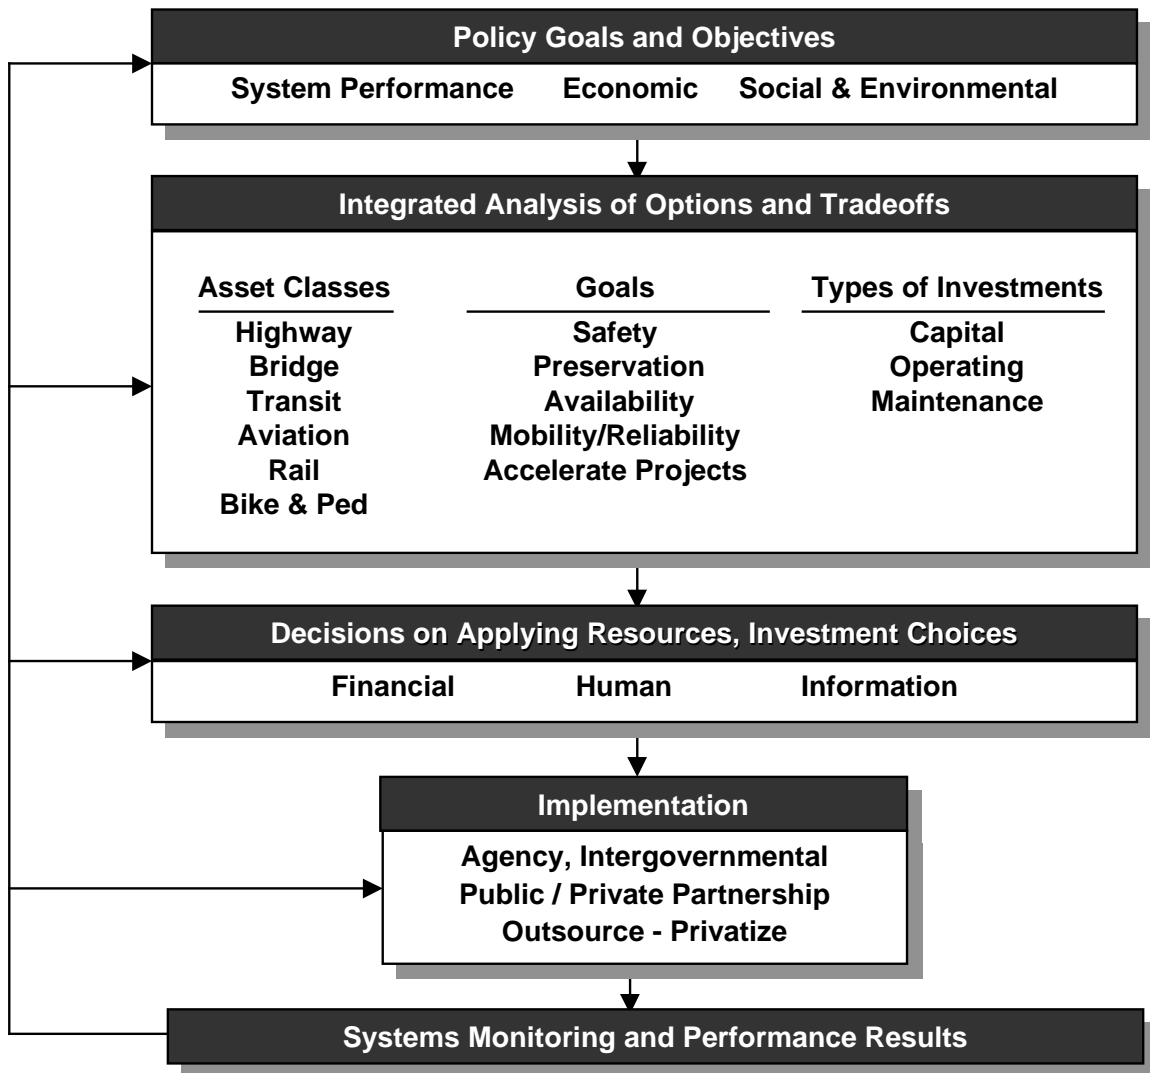 Policy Goals and Objectives
System Performance Economic Social & Environmental
Integrated Analysis of Options and Tradeoffs
Asset Classes Goals Types of Investments
Highway Safety Capital
Bridge Preservation Operating
Transit Availability Maintenance
Aviation Mobility/Reliability
Rail Accelerate Projects
Bike & Ped
Decisions on Applying Resources, Investment Choices
Financial Human Information
Implementation
Agency, Intergovernmental
Public / Private Partnership
Outsource - Privatize
Systems Monitoring and Performance Results